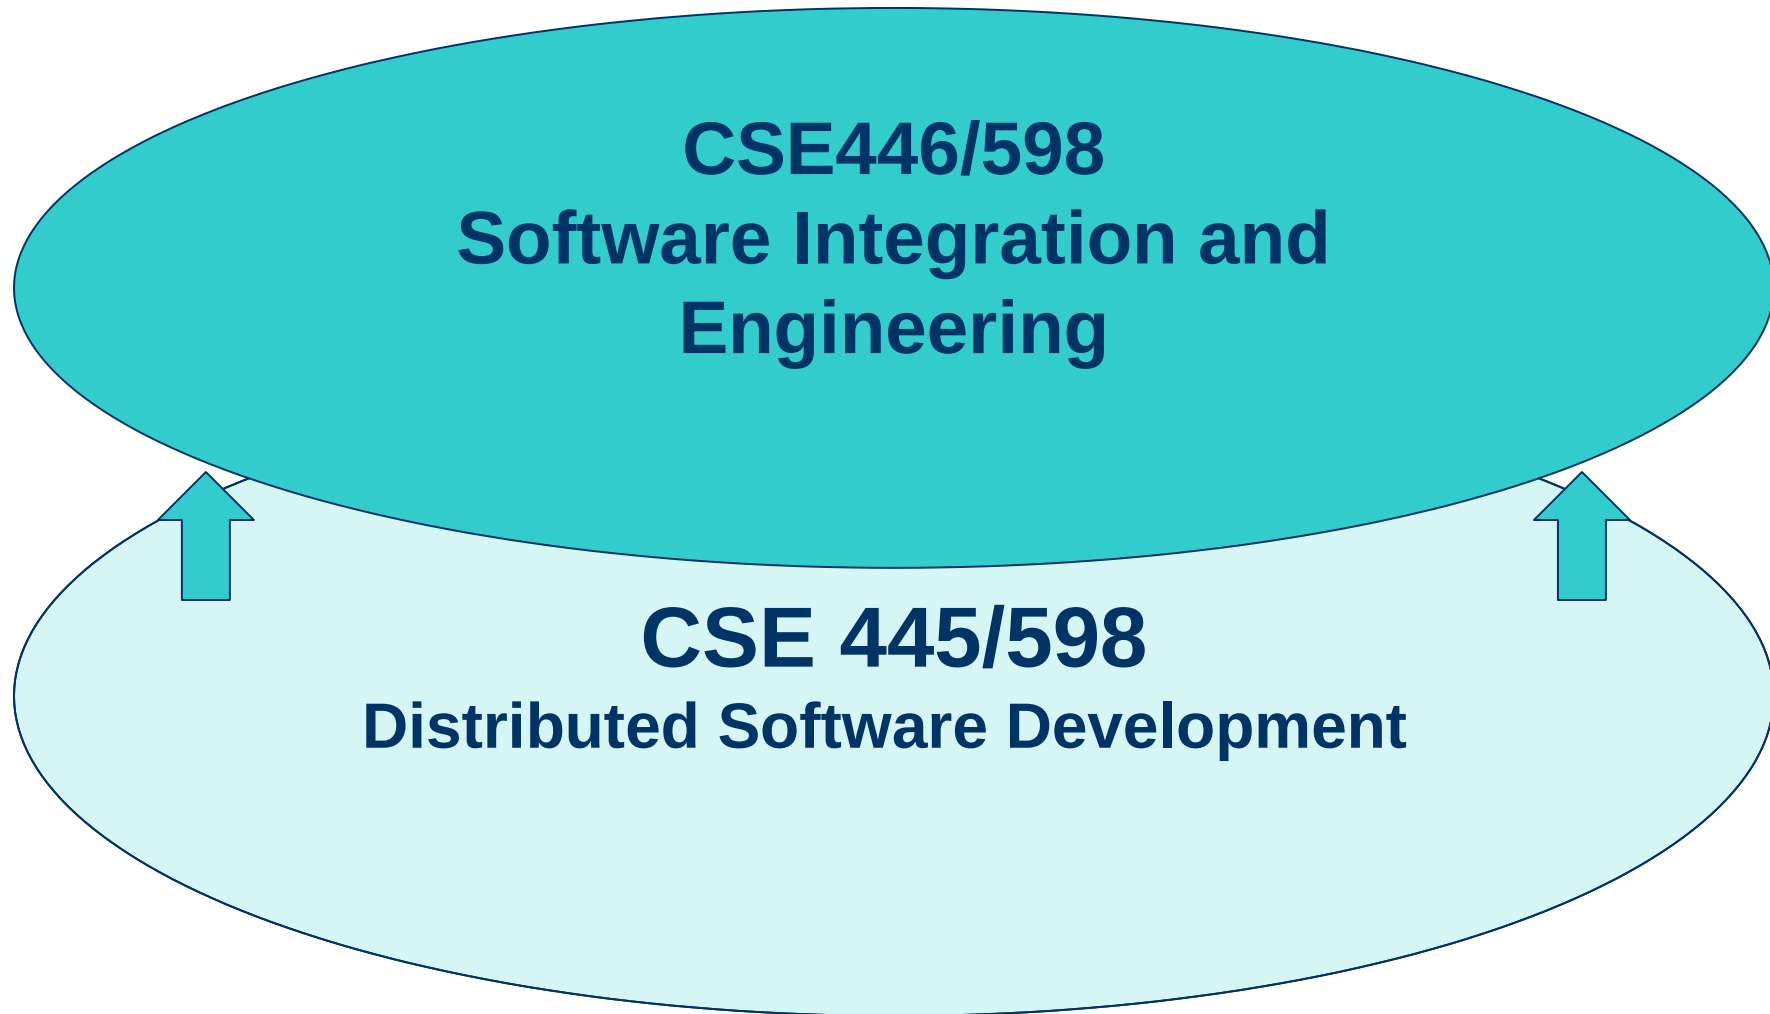 CSE446/598
Software Integration and
Engineering
CSE 445/598
Distributed Software Development